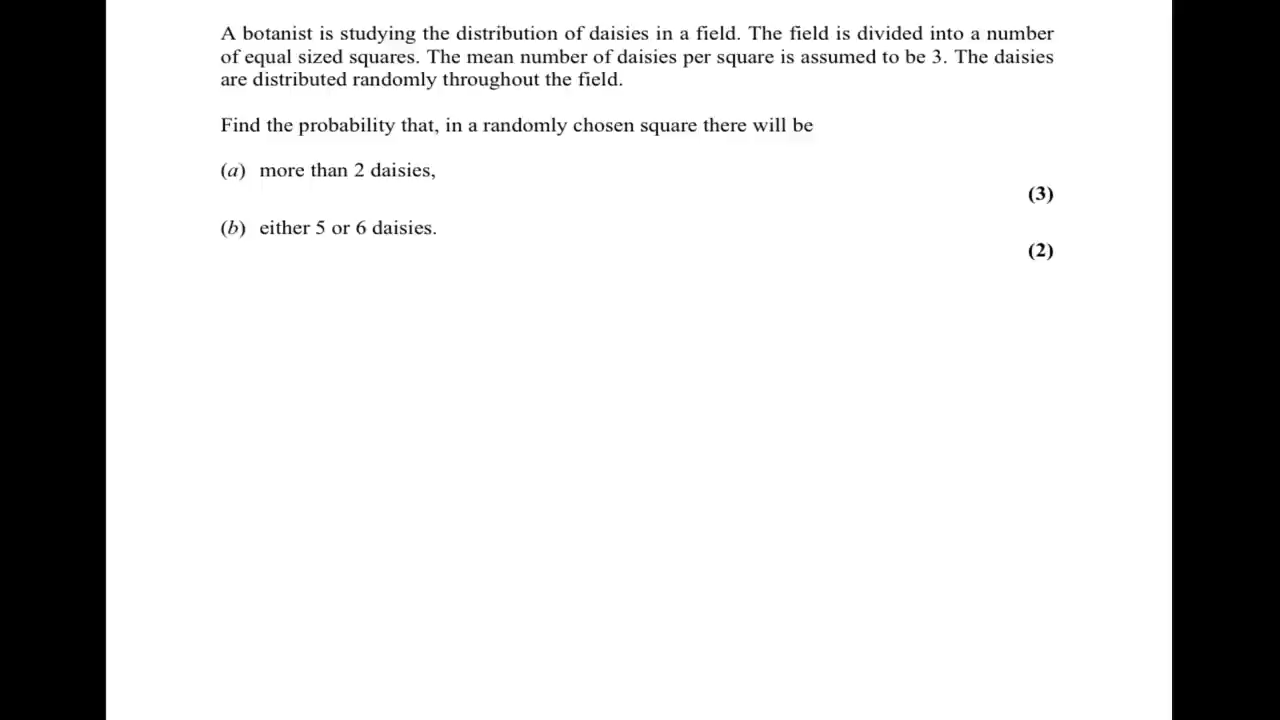 A botanist is studying the distribution of daisies in a field. The field is divided into a number
of equal sized squares. The mean number of daisies per square is assumed to be 3. The daisies
are distributed randomly throughout the field.
Find the probability that, in a randomly chosen square there will be
(a) more than 2 daisies,
(3)
(b) either 5 or 6 daisies.
(2)